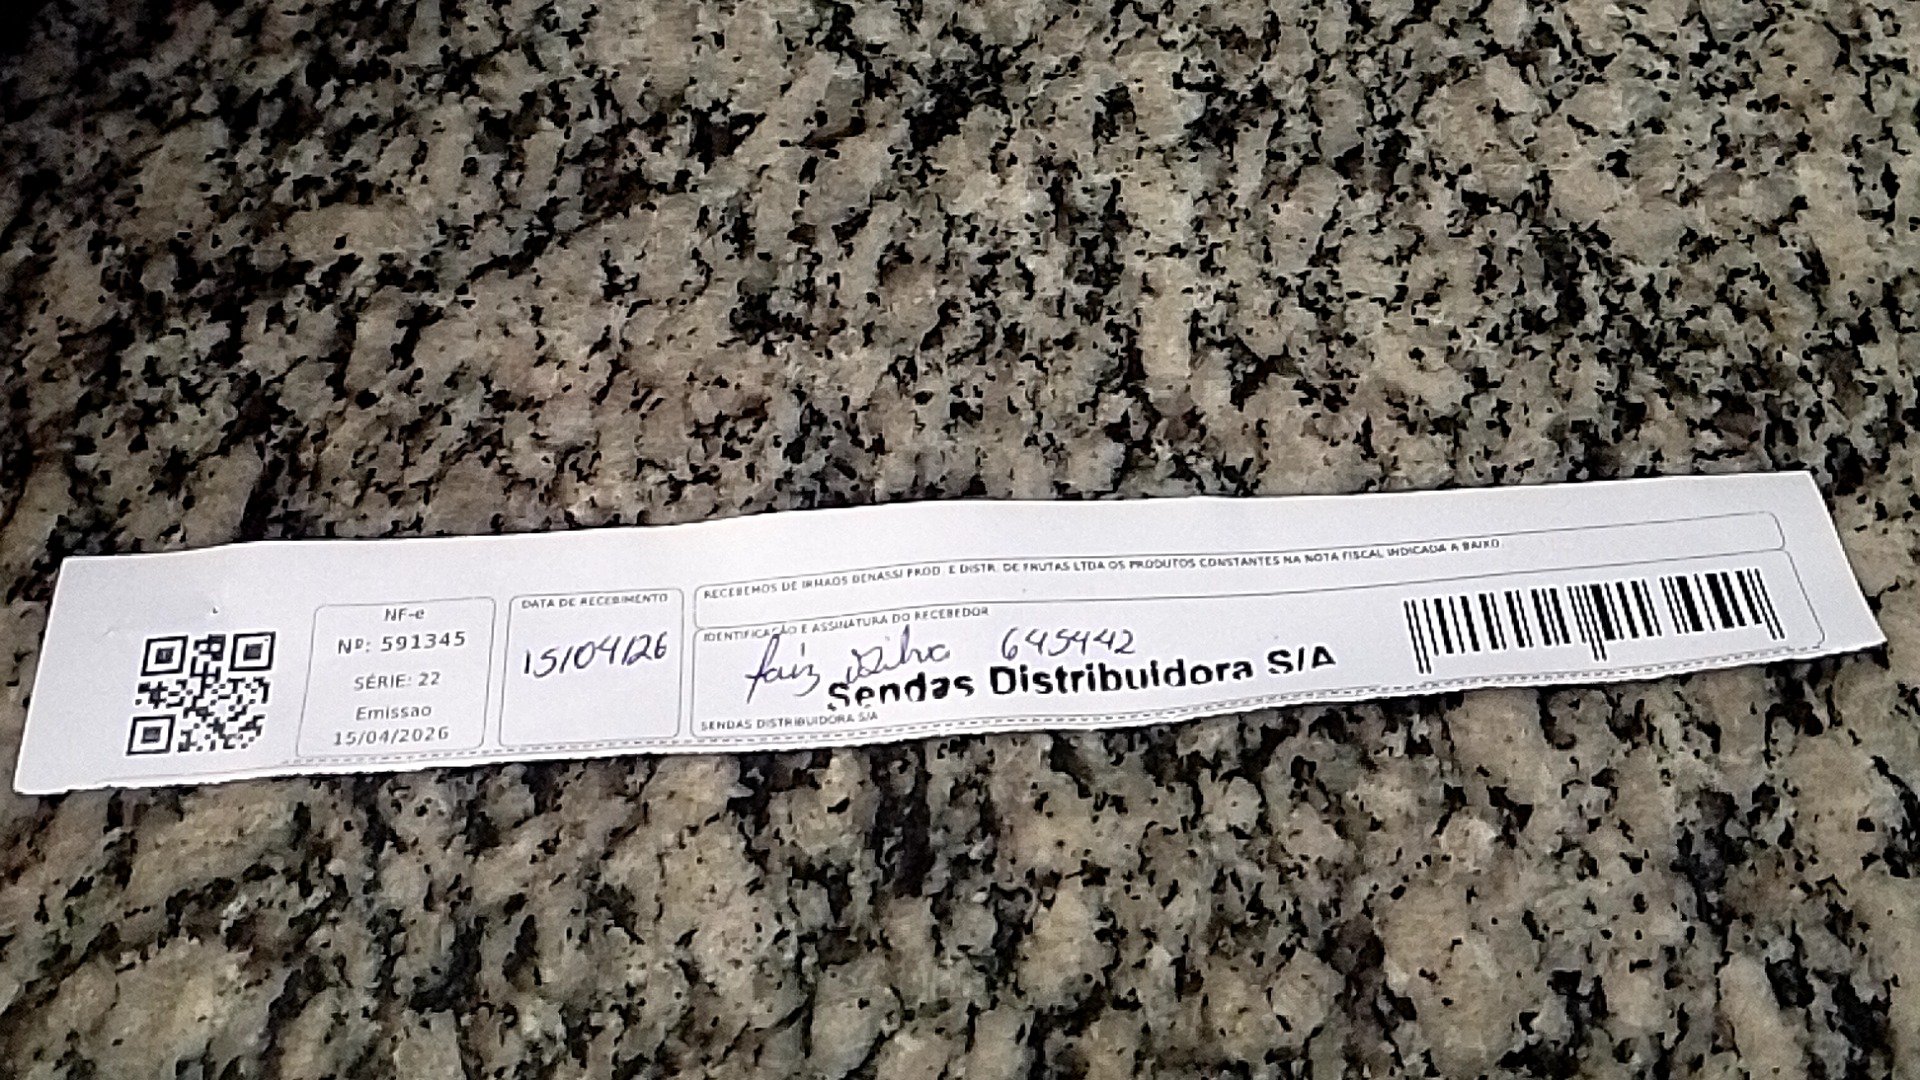 NF-e
Nº: 591345
SÉRIE: 22
Emissao
15/04/2026
DATA DE RECEBIMENTO
15/04/26
RECEBEMOS DE IRMAOS BENASSI PROD. E DISTR. DE FRUTAS LTDA OS PRODUTOS CONSTANTES NA NOTA FISCAL INDICADA A BAIXO
IDENTIFICAÇÃO E ASSINATURA DO RECEBEDOR
Silva 645442
Sendas Distribuidora S/A
SENDAS DISTRIBUIDORA S/A